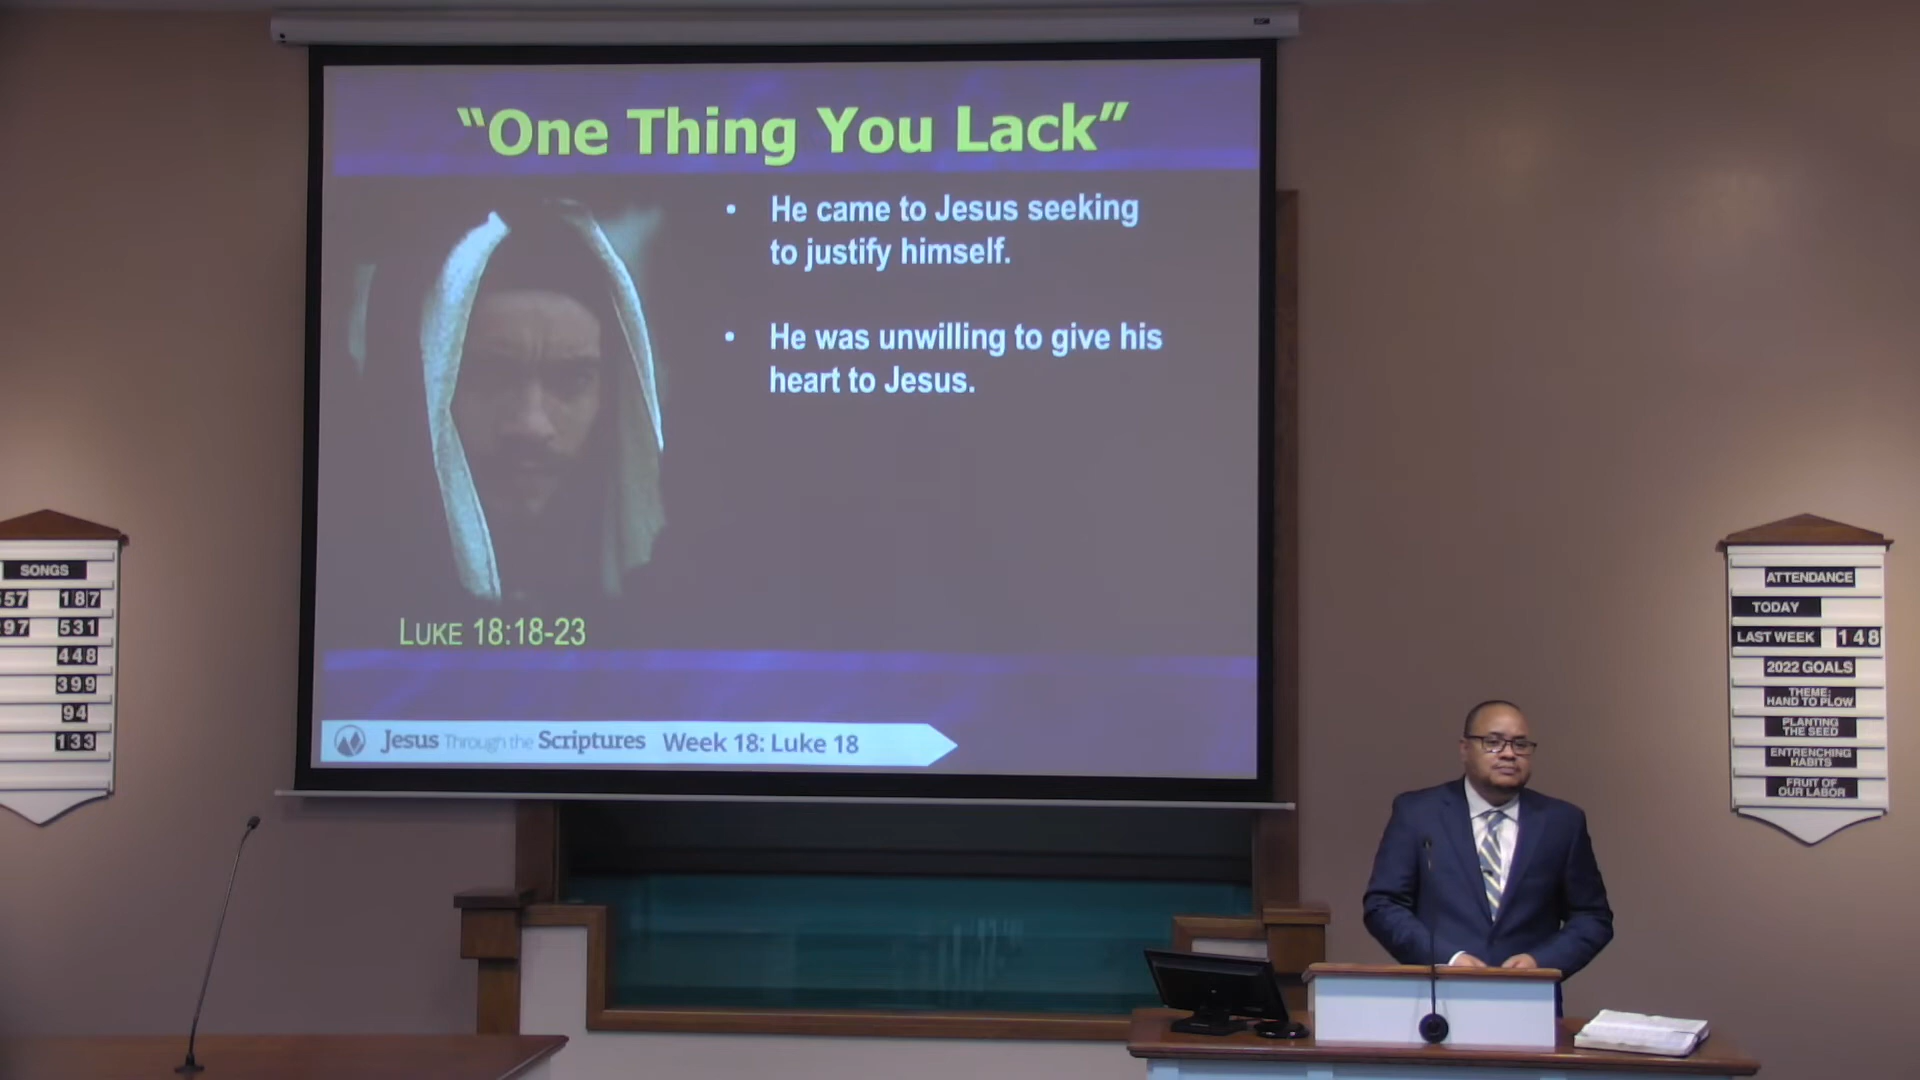 “One Thing You Lack”
• He came to Jesus seeking
to justify himself.
• He was unwilling to give his
heart to Jesus.
LUKE 18:18-23
Jesus Through the Scriptures Week 18: Luke 18
SONGS
57 187
97 531
448
399
94
133
ATTENDANCE
TODAY
LAST WEEK 148
2022 GOALS
THEME:
HAND TO PLOW
PLANTING
THE SEED
ENTRENCHING
HABITS
FRUIT OF
OUR LABOR